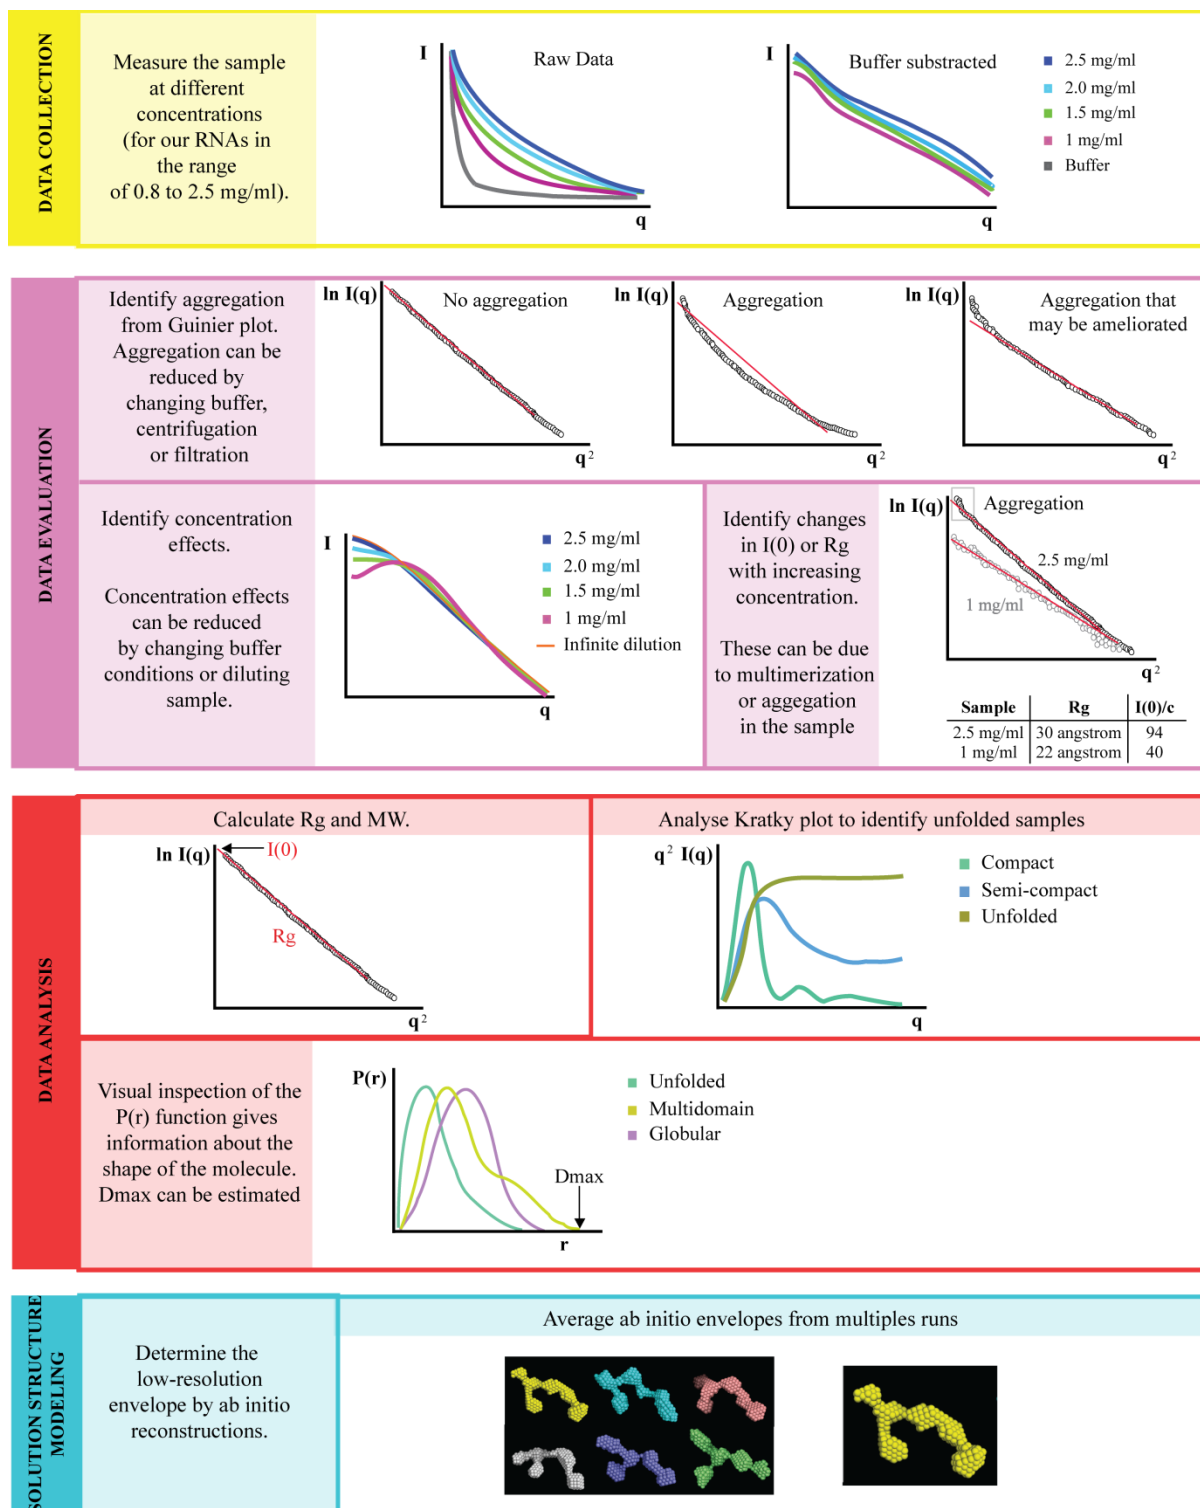 DATA COLLECTION
Measure the sample
at different
concentrations
(for our RNAs in
the range
of 0.8 to 2.5 mg/ml).
I
Raw Data
q
I
Buffer substracted
q
2.5 mg/ml
2.0 mg/ml
1.5 mg/ml
1 mg/ml
Buffer
DATA EVALUATION
Identify aggregation
from Guinier plot.
Aggregation can be
reduced by
changing buffer,
centrifugation
or filtration
ln I(q)
No aggregation
q²
ln I(q)
Aggregation
q²
ln I(q)
Aggregation that
may be ameliorated
q²
Identify concentration
effects.
Concentration effects
can be reduced
by changing buffer
conditions or diluting
sample.
I
2.5 mg/ml
2.0 mg/ml
1.5 mg/ml
1 mg/ml
Infinite dilution
q
Identify changes
in I(0) or Rg
with increasing
concentration.
These can be due
to multimerization
or aggegation
in the sample
ln I(q)
Aggregation
2.5 mg/ml
1 mg/ml
q²
Sample Rg I(0)/c
2.5 mg/ml 30 angstrom 94
1 mg/ml 22 angstrom 40
DATA ANALYSIS
Calculate Rg and MW.
ln I(q)
I(0)
Rg
q²
Analyse Kratky plot to identify unfolded samples
q² I(q)
Compact
Semi-compact
Unfolded
q
Visual inspection of the
P(r) function gives
information about the
shape of the molecule.
Dmax can be estimated
P(r)
Unfolded
Multidomain
Globular
Dmax
r
SOLUTION STRUCTURE
MODELING
Determine the
low-resolution
envelope by ab initio
reconstructions.
Average ab initio envelopes from multiples runs